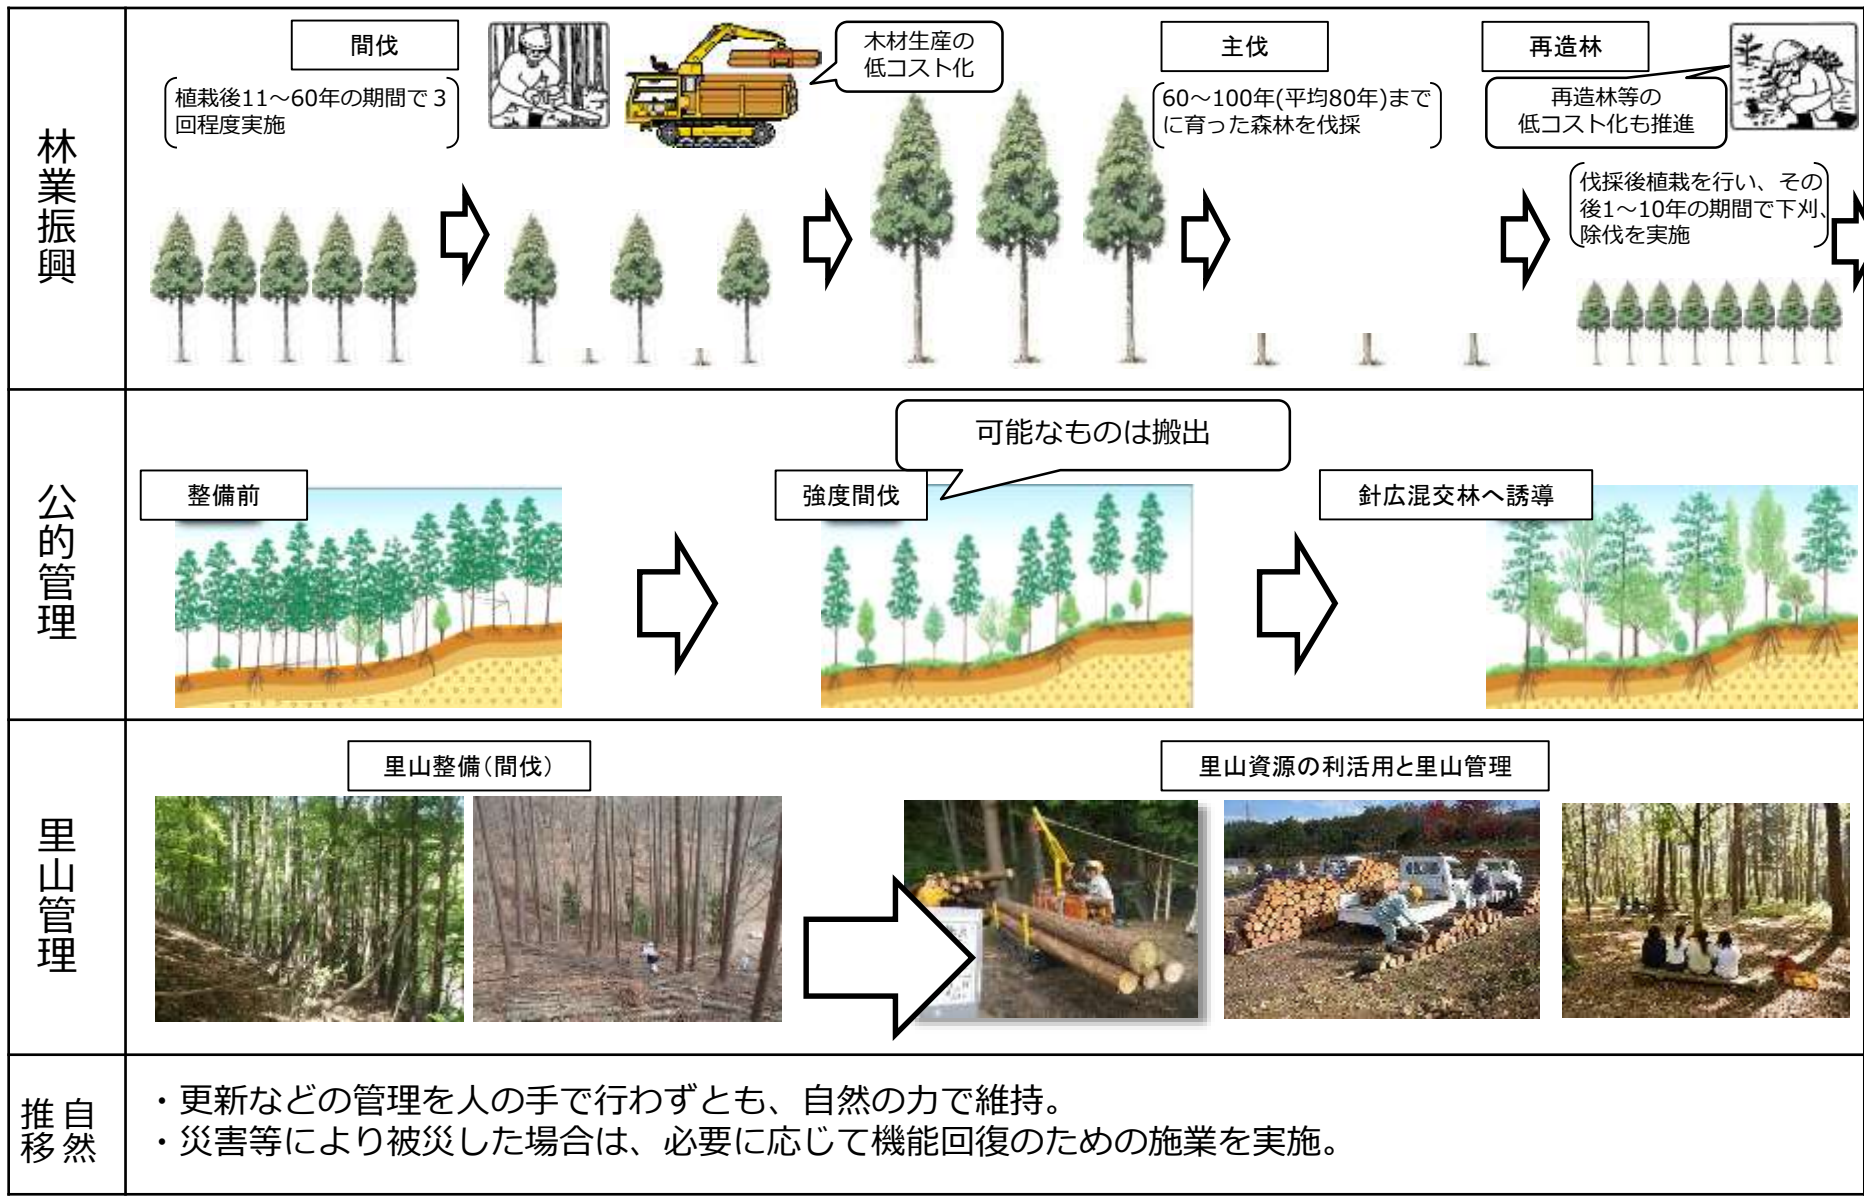 林業振興
間伐
植栽後11～60年の期間で３
回程度実施
木材生産の
低コスト化
主伐
60～100年(平均80年)まで
に育った森林を伐採
再造林
再造林等の
低コスト化も推進
伐採後植栽を行い、その
後1～10年の期間で下刈、
除伐を実施
公的管理
整備前
強度間伐
可能なものは搬出
針広混交林へ誘導
里山管理
里山整備（間伐）
里山資源の利活用と里山管理
自然
推移
・更新などの管理を人の手で行わずとも、自然の力で維持。
・災害等により被災した場合は、必要に応じて機能回復のための施業を実施。